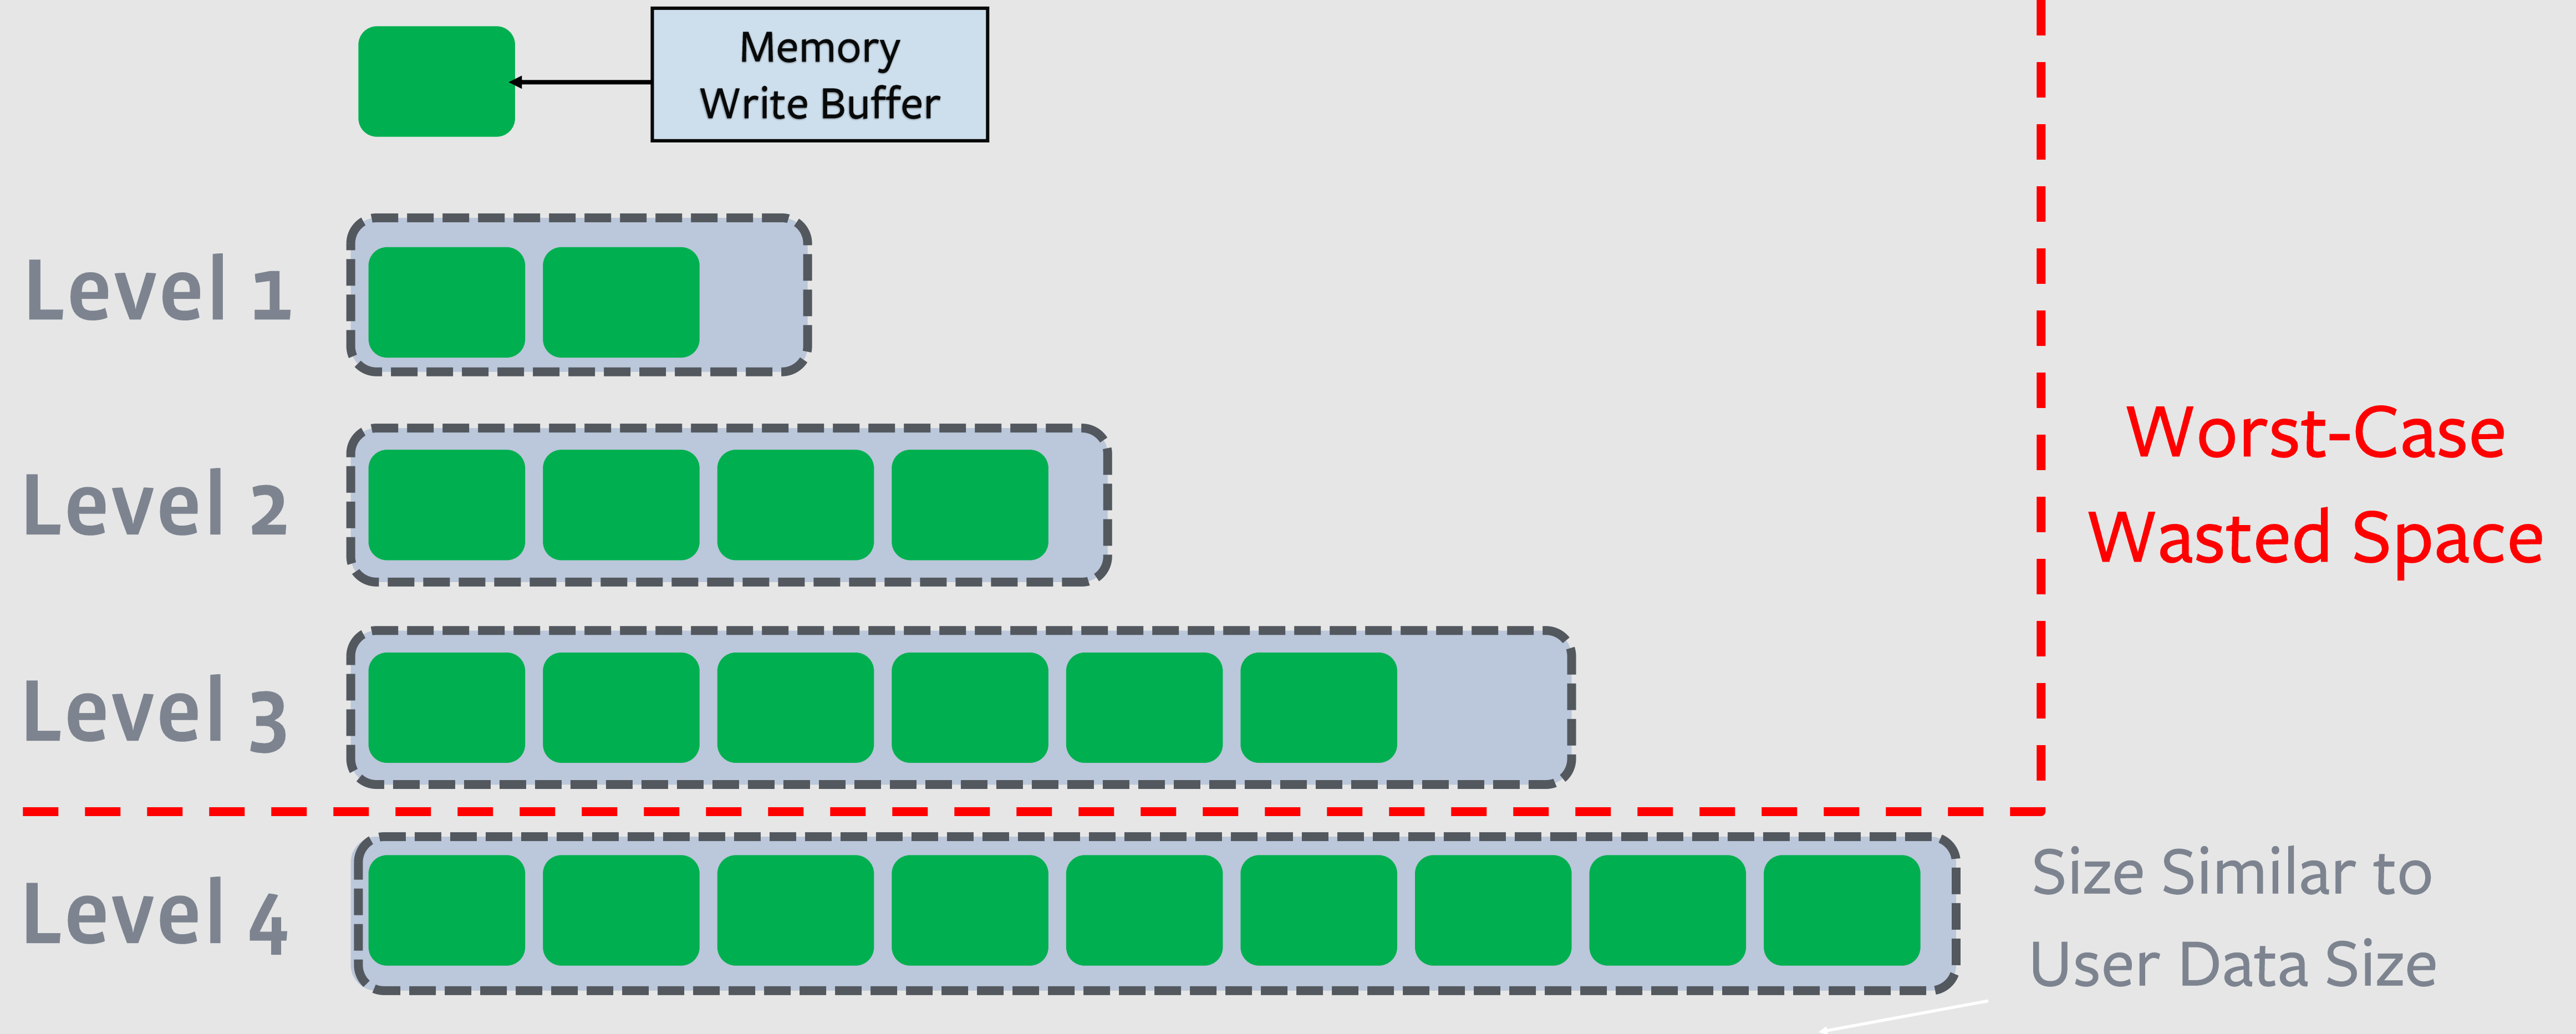 Memory
Write Buffer
Level 1
Level 2
Level 3
Level 4
Worst-Case
Wasted Space
Size Similar to
User Data Size